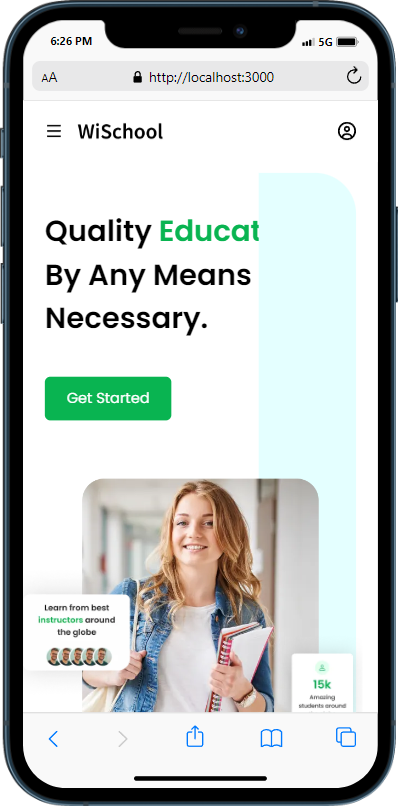 6:26 PM 5G
AA http://localhost:3000
WiSchool
Quality Educat
By Any Means
Necessary.
Get Started
Learn from best
instructors around
the globe
15k
Amazing
students around